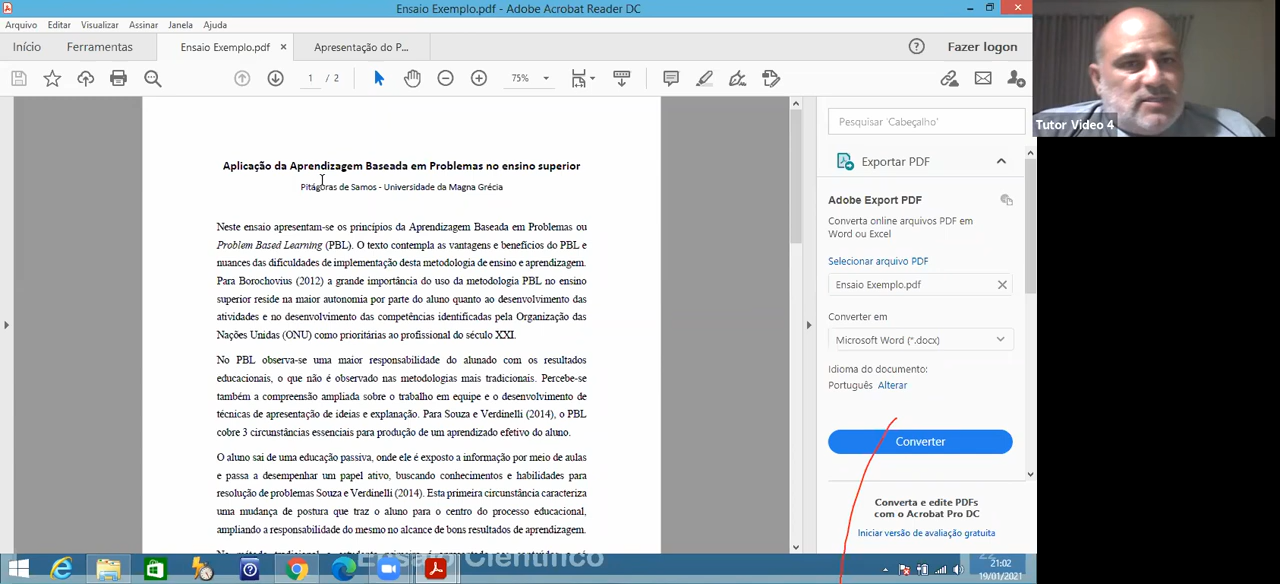 Ensaio Exemplo.pdf - Adobe Acrobat Reader DC
Arquivo Editar Visualizar Assinar Janela Ajuda
Início Ferramentas Ensaio Exemplo.pdf Apresentação do P... Fazer logon
1 / 2 75%
Aplicação da Aprendizagem Baseada em Problemas no ensino superior
Pitágoras de Samos - Universidade da Magna Grécia
Neste ensaio apresentam-se os princípios da Aprendizagem Baseada em Problemas ou
Problem Based Learning (PBL). O texto contempla as vantagens e benefícios do PBL e
nuances das dificuldades de implementação desta metodologia de ensino e aprendizagem.
Para Borochovius (2012) a grande importância do uso da metodologia PBL no ensino
superior reside na maior autonomia por parte do aluno quanto ao desenvolvimento das
atividades e no desenvolvimento das competências identificadas pela Organização das
Nações Unidas (ONU) como prioritárias ao profissional do século XXI.
No PBL observa-se uma maior responsabilidade do alunado com os resultados
educacionais, o que não é observado nas metodologias mais tradicionais. Percebe-se
também a compreensão ampliada sobre o trabalho em equipe e o desenvolvimento de
técnicas de apresentação de ideias e explanação. Para Souza e Verdinelli (2014), o PBL
cobre 3 circunstâncias essenciais para produção de um aprendizado efetivo do aluno.
O aluno sai de uma educação passiva, onde ele é exposto a informação por meio de aulas
e passa a desempenhar um papel ativo, buscando conhecimentos e habilidades para
resolução de problemas Souza e Verdinelli (2014). Esta primeira circunstância caracteriza
uma mudança de postura que traz o aluno para o centro do processo educacional,
ampliando a responsabilidade do mesmo no alcance de bons resultados de aprendizagem.
Pesquisar 'Cabeçalho'
Exportar PDF
Adobe Export PDF
Converta online arquivos PDF em
Word ou Excel
Selecionar arquivo PDF
Ensaio Exemplo.pdf
Converter em
Microsoft Word (*.docx)
Idioma do documento:
Português Alterar
Converter
Converta e edite PDFs
com o Acrobat Pro DC
Iniciar versão de avaliação gratuita
Tutor Video 4
Ensaio Científico
21:02
19/01/2021